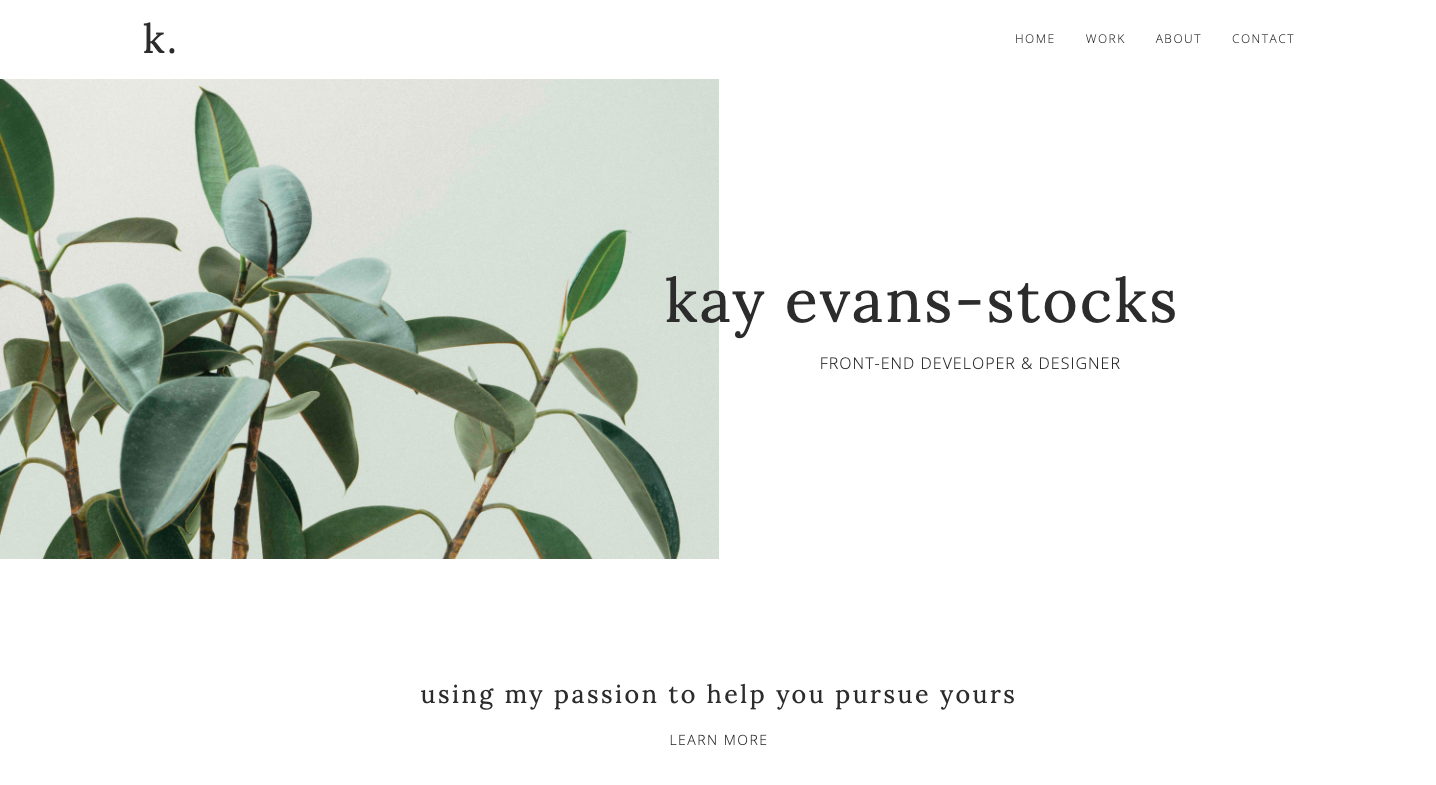 k.
HOME WORK ABOUT CONTACT
kay evans-stocks
FRONT-END DEVELOPER & DESIGNER
using my passion to help you pursue yours
LEARN MORE